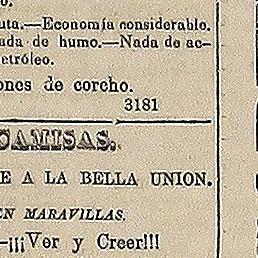 uta.—Economía considerable.
ada de humo.—Nada de ac-
etróleo.
ones de corcho.
3181
CAMISAS.
E A LA BELLA UNION.
EN MARAVILLAS.
—¡¡¡Ver y Creer!!!